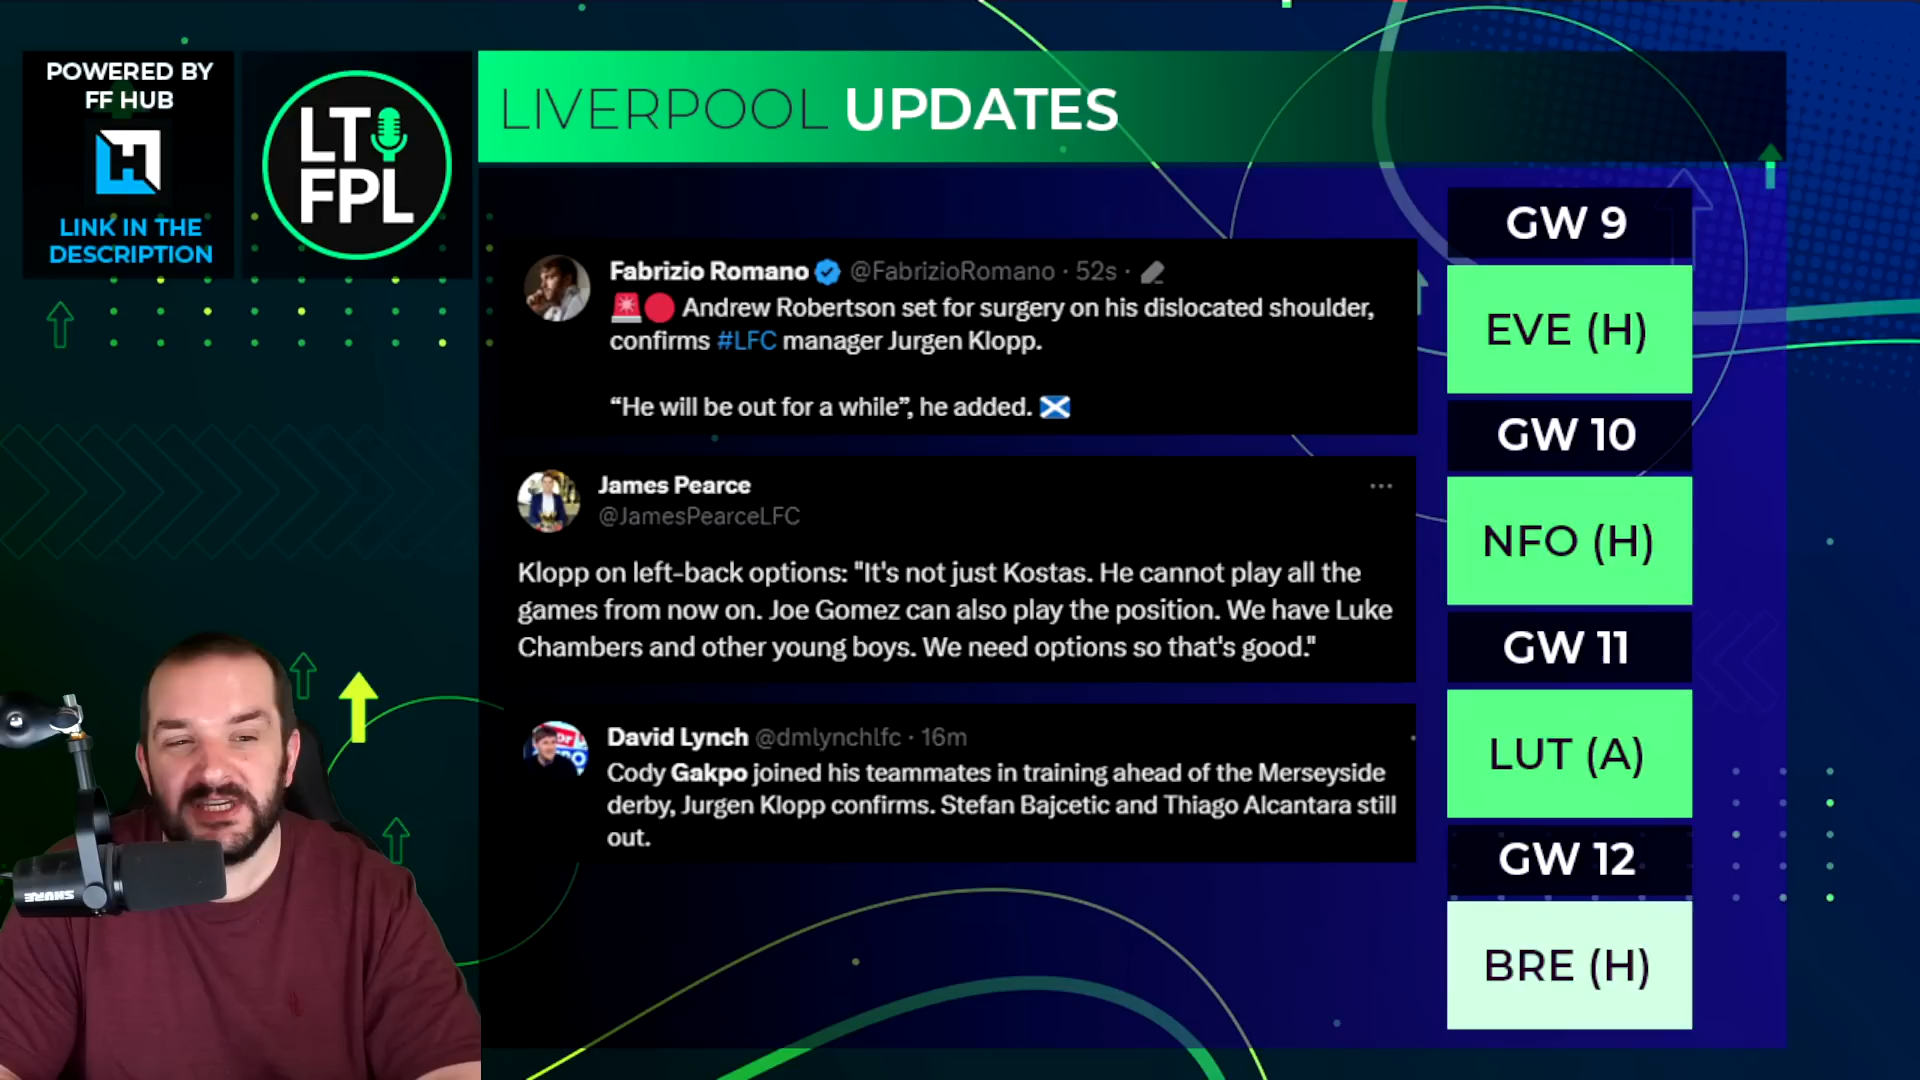 POWERED BY
FF HUB
LINK IN THE
DESCRIPTION
LT
FPL
LIVERPOOL UPDATES
Fabrizio Romano @FabrizioRomano · 52s ·
🚨🔴 Andrew Robertson set for surgery on his dislocated shoulder,
confirms #LFC manager Jurgen Klopp.
“He will be out for a while”, he added. 🏴󠁧󠁢󠁳󠁣󠁴󠁿
James Pearce
@JamesPearceLFC
Klopp on left-back options: "It's not just Kostas. He cannot play all the
games from now on. Joe Gomez can also play the position. We have Luke
Chambers and other young boys. We need options so that's good."
David Lynch @dmlynchlfc · 16m
Cody Gakpo joined his teammates in training ahead of the Merseyside
derby, Jurgen Klopp confirms. Stefan Bajcetic and Thiago Alcantara still
out.
GW 9
EVE (H)
GW 10
NFO (H)
GW 11
LUT (A)
GW 12
BRE (H)
SHURE